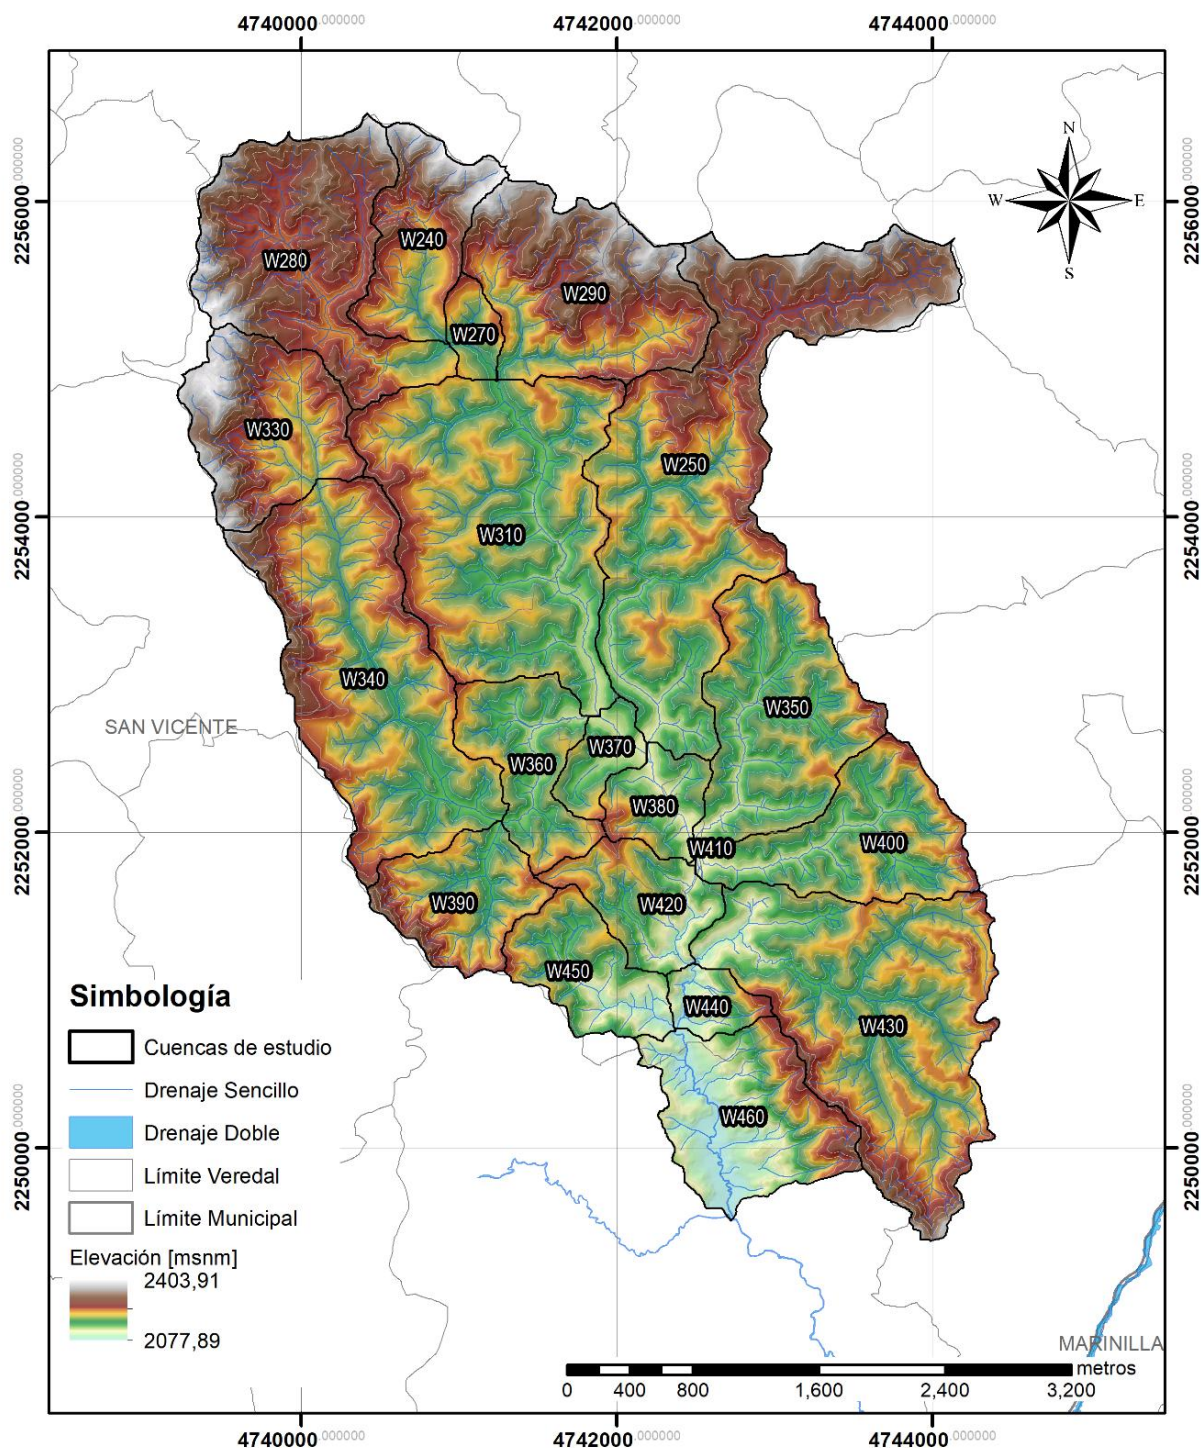 4740000.000000 4742000.000000 4744000.000000
2256000.000000 2256000.000000
2254000.000000 2254000.000000
2252000.000000 2252000.000000
2250000.000000 2250000.000000
N
W E
S
W240
W280
W290
W270
W330
W250
W310
W340
W350
SAN VICENTE
W370
W360
W380
W400
W410
W390
W420
W450
W440
W430
W460
Simbología
Cuencas de estudio
Drenaje Sencillo
Drenaje Doble
Límite Veredal
Límite Municipal
Elevación [msnm]
2403,91
2077,89
MARINILLA
metros
0 400 800 1,600 2,400 3,200
4740000.000000 4742000.000000 4744000.000000